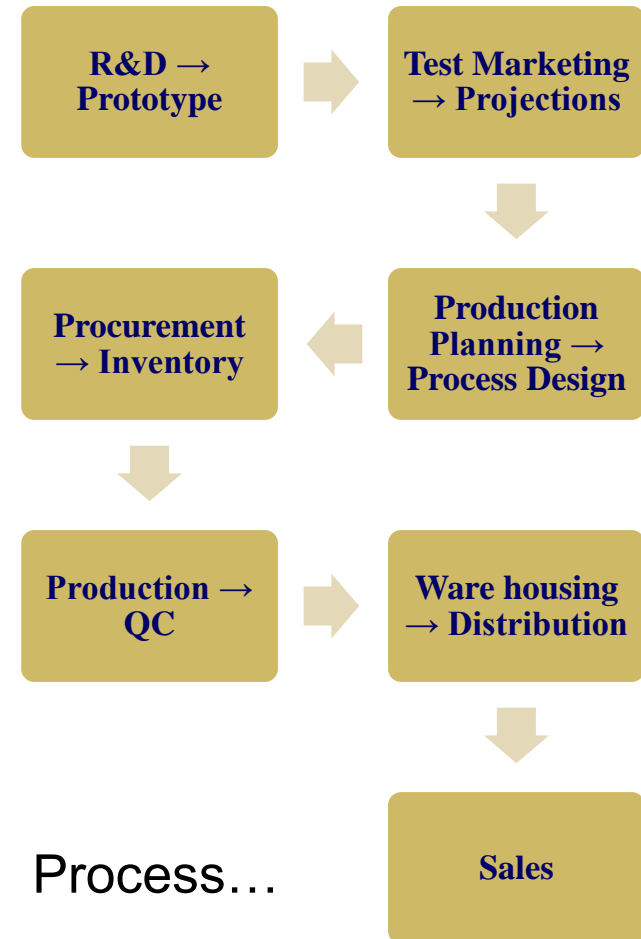 R&D →
Prototype
Test Marketing
→ Projections
Production
Planning →
Process Design
Procurement
→ Inventory
Production →
QC
Ware housing
→ Distribution
Sales
Process…